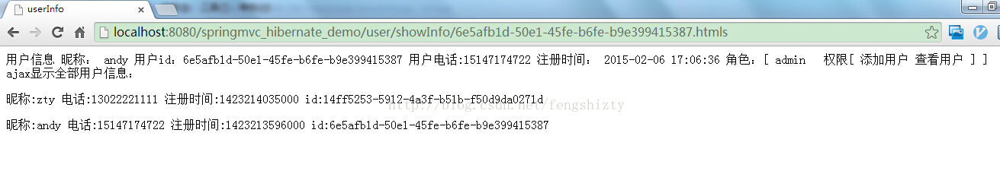 userInfo
localhost:8080/springmvc_hibernate_demo/user/showInfo/6e5afb1d-50e1-45fe-b6fe-b9e399415387.htmls
用户信息 昵称： andy 用户id：6e5afb1d-50e1-45fe-b6fe-b9e399415387 用户电话:15147174722 注册时间： 2015-02-06 17:06:36 角色：[ admin 权限[ 添加用户 查看用户 ] ]
ajax显示全部用户信息：
昵称:zty 电话:13022221111 注册时间:1423214035000 id:14ff5253-5912-4a3f-b51b-f50d9da0271d
http://blog.csdn.net/fengshizty
昵称:andy 电话:15147174722 注册时间:1423213596000 id:6e5afb1d-50e1-45fe-b6fe-b9e399415387